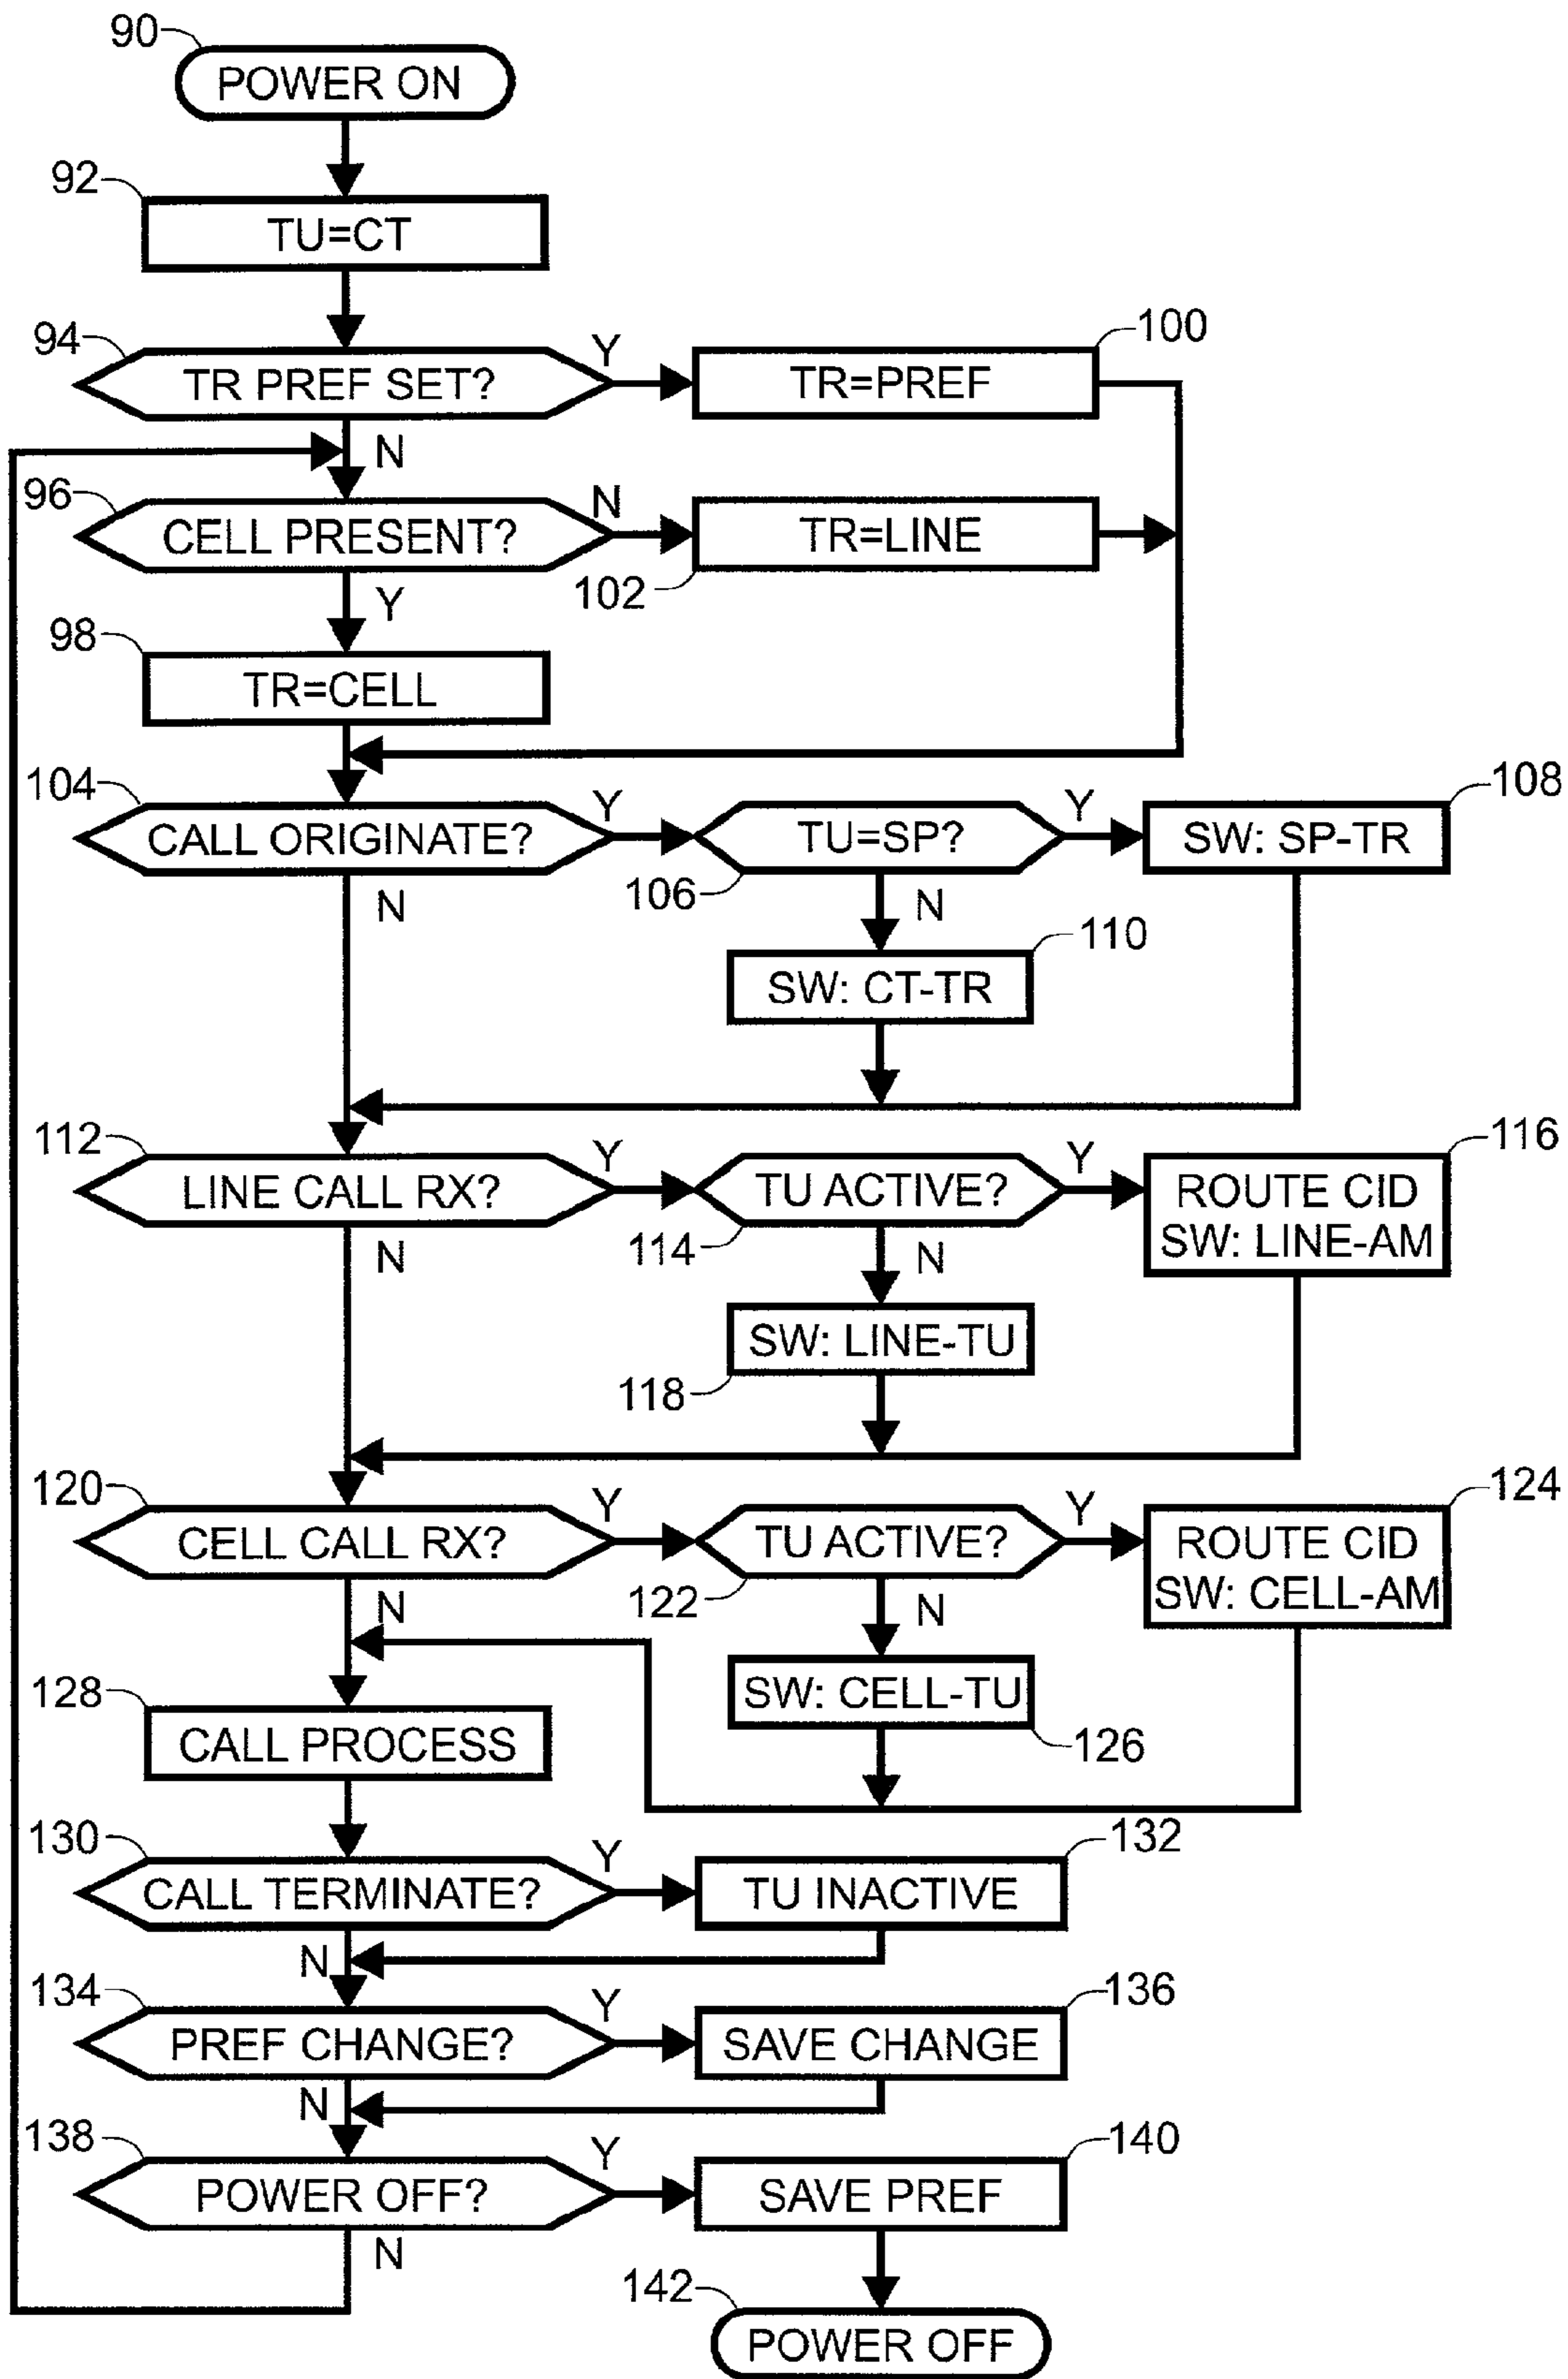 90
POWER ON
92
TU=CT
94
TR PREF SET?
Y
100
TR=PREF
N
96
CELL PRESENT?
N
102
TR=LINE
Y
98
TR=CELL
104
CALL ORIGINATE?
Y
TU=SP?
106
Y
108
SW: SP-TR
N
N
110
SW: CT-TR
112
LINE CALL RX?
Y
TU ACTIVE?
114
Y
116
ROUTE CID
SW: LINE-AM
N
N
SW: LINE-TU
118
120
CELL CALL RX?
Y
TU ACTIVE?
122
Y
124
ROUTE CID
SW: CELL-AM
N
N
SW: CELL-TU
126
128
CALL PROCESS
130
CALL TERMINATE?
Y
132
TU INACTIVE
N
134
PREF CHANGE?
Y
136
SAVE CHANGE
N
138
POWER OFF?
Y
140
SAVE PREF
N
142
POWER OFF